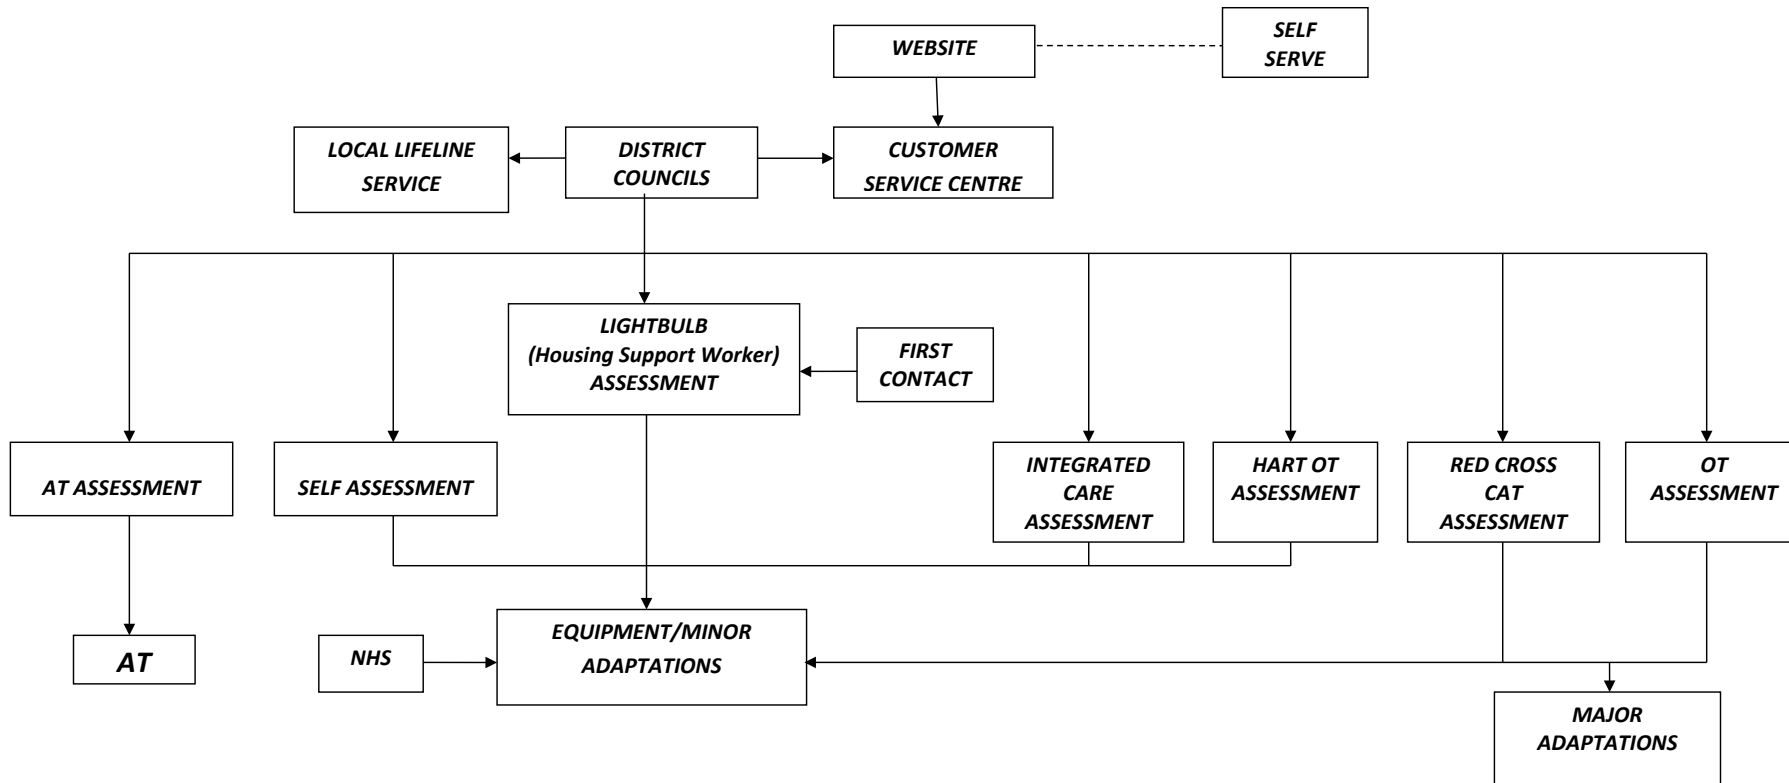 WEBSITE
SELF
SERVE
LOCAL LIFELINE
SERVICE
DISTRICT
COUNCILS
CUSTOMER
SERVICE CENTRE
LIGHTBULB
(Housing Support Worker)
ASSESSMENT
FIRST
CONTACT
AT ASSESSMENT
SELF ASSESSMENT
INTEGRATED
CARE
ASSESSMENT
HART OT
ASSESSMENT
RED CROSS
CAT
ASSESSMENT
OT
ASSESSMENT
AT
NHS
EQUIPMENT/MINOR
ADAPTATIONS
MAJOR
ADAPTATIONS